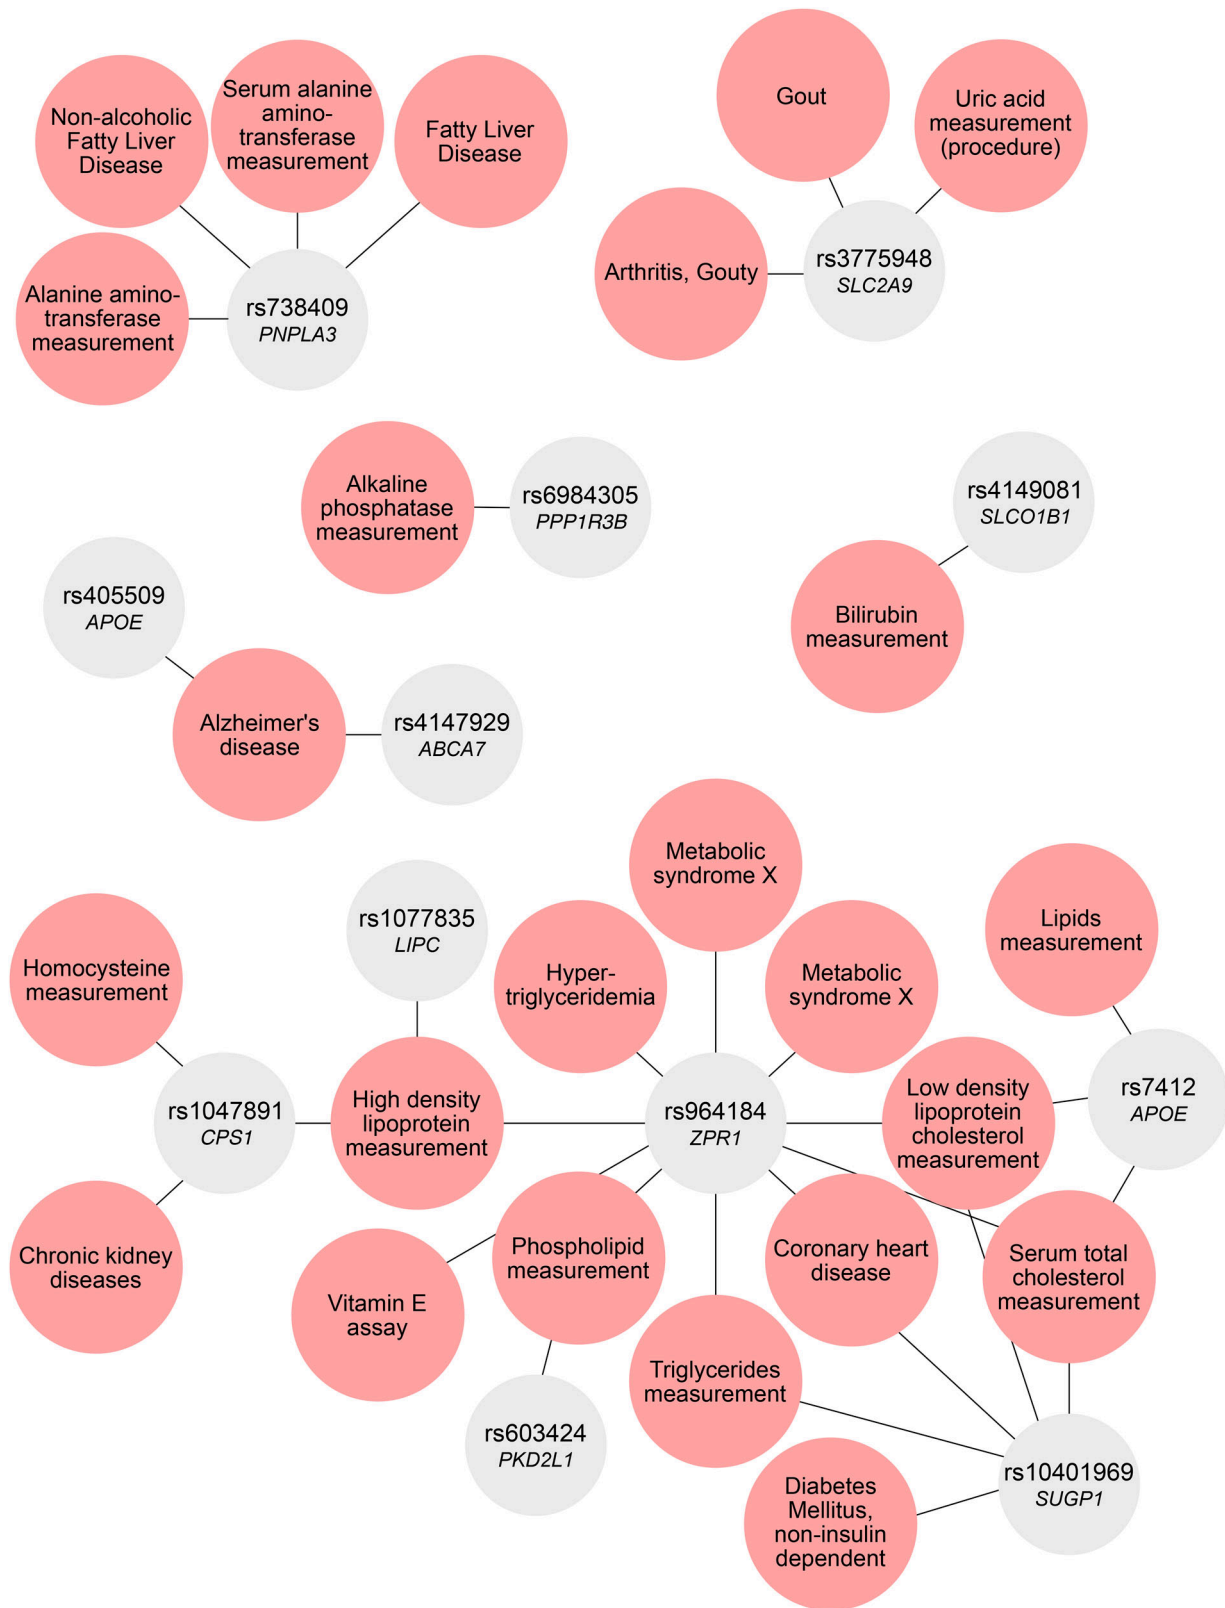 Non-alcoholic
Fatty Liver
Disease
Serum alanine
amino-
transferase
measurement
Fatty Liver
Disease
Alanine amino-
transferase
measurement
rs738409
PNPLA3
Gout
Uric acid
measurement
(procedure)
Arthritis, Gouty
rs3775948
SLC2A9
Alkaline
phosphatase
measurement
rs6984305
PPP1R3B
rs4149081
SLCO1B1
Bilirubin
measurement
rs405509
APOE
Alzheimer's
disease
rs4147929
ABCA7
Metabolic
syndrome X
rs1077835
LIPC
Hyper-
triglyceridemia
Metabolic
syndrome X
Lipids
measurement
Homocysteine
measurement
rs1047891
CPS1
High density
lipoprotein
measurement
rs964184
ZPR1
Low density
lipoprotein
cholesterol
measurement
rs7412
APOE
Chronic kidney
diseases
Vitamin E
assay
Phospholipid
measurement
Coronary heart
disease
Serum total
cholesterol
measurement
Triglycerides
measurement
rs603424
PKD2L1
Diabetes
Mellitus,
non-insulin
dependent
rs10401969
SUGP1